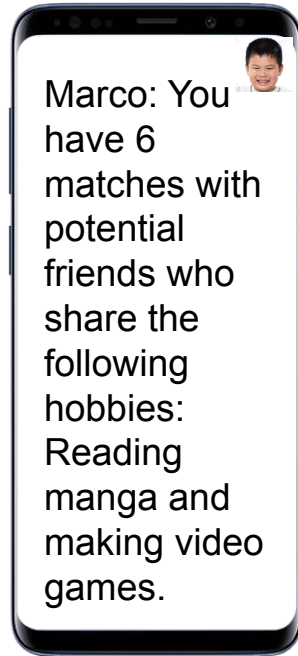 Marco: You
have 6
matches with
potential
friends who
share the
following
hobbies:
Reading
manga and
making video
games.